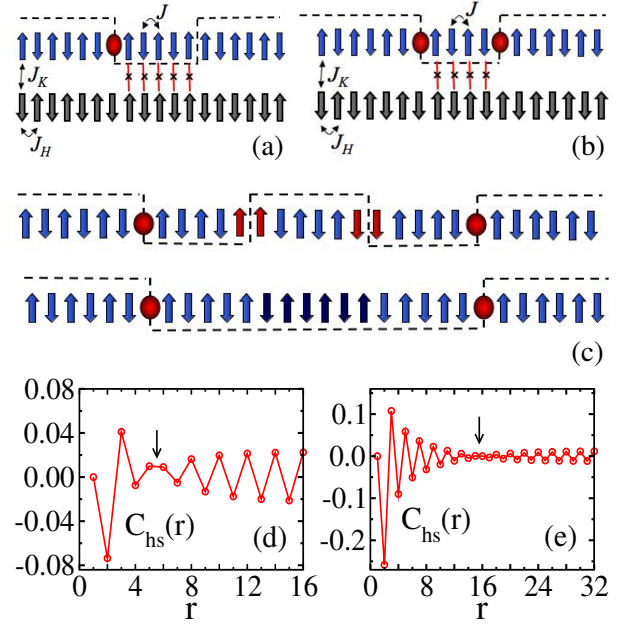 J J
J_K J_K
J_H (a) J_H (b)
(c)
0.08
0.04
0.00
-0.04
-0.08
C_hs(r) (d)
0 4 8 12 16
r
0.1
0.0
-0.1
-0.2
C_hs(r) (e)
0 8 16 24 32
r